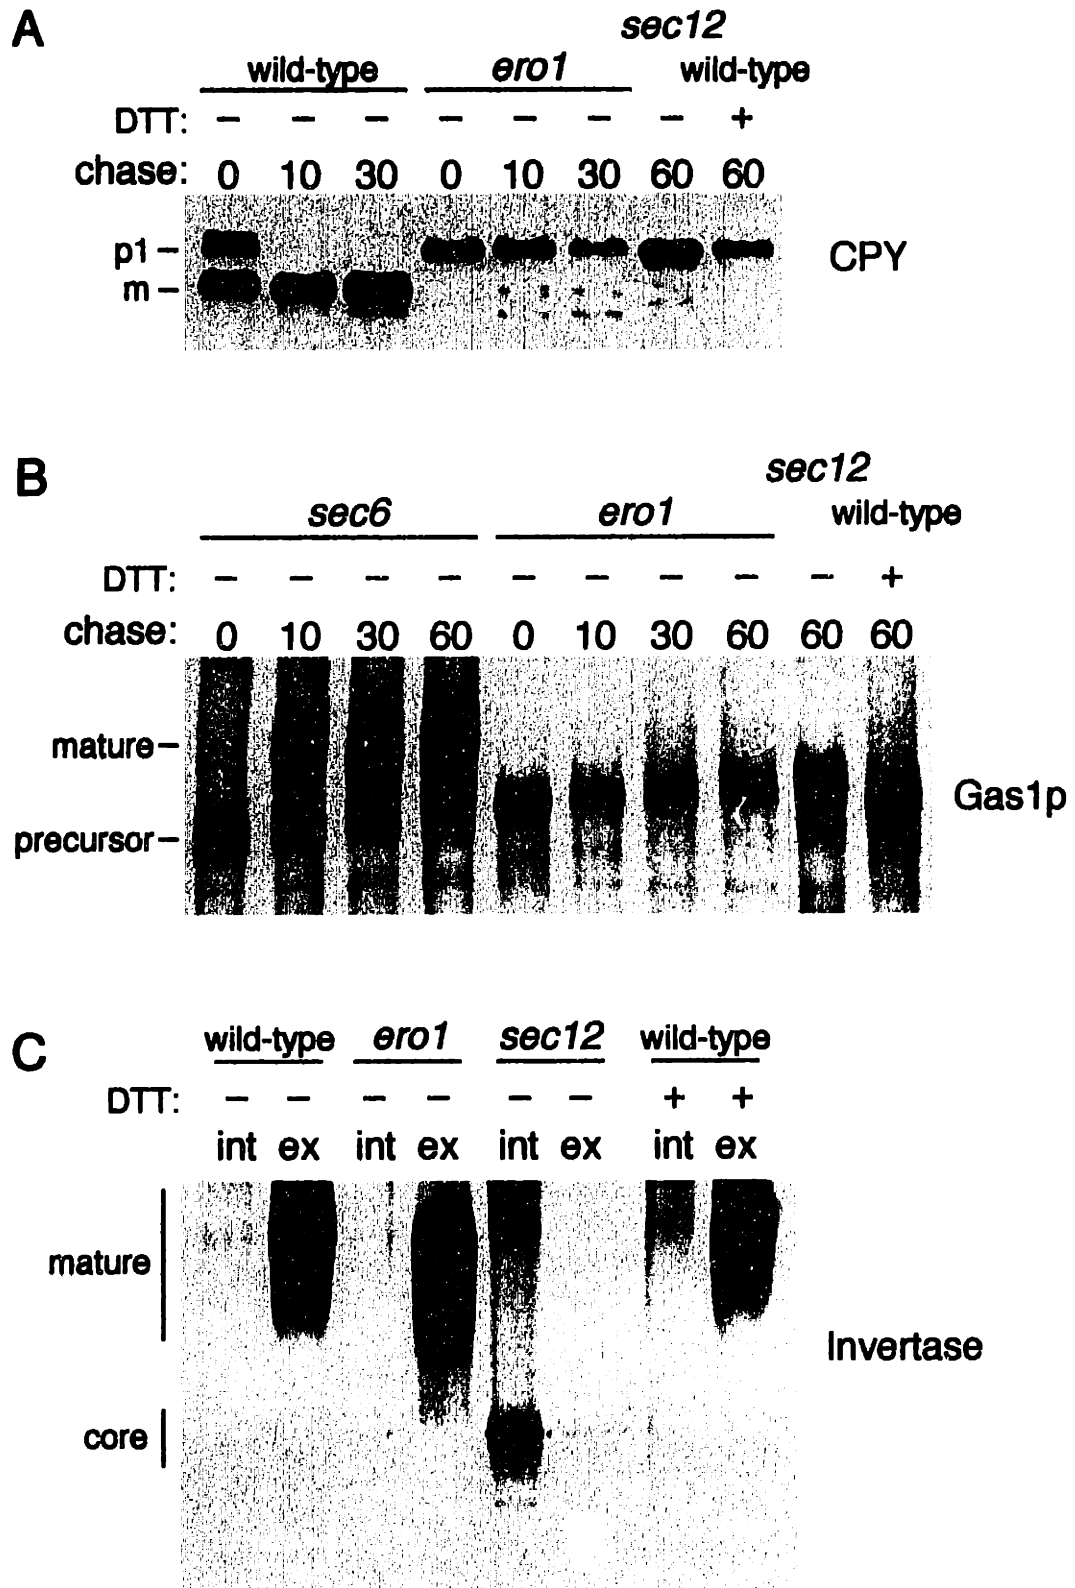 A
sec12
wild-type ero1 wild-type
DTT: − − − − − − − +
chase: 0 10 30 0 10 30 60 60
p1 −
m −
CPY
B
sec12
sec6 ero1 wild-type
DTT: − − − − − − − − − +
chase: 0 10 30 60 0 10 30 60 60 60
mature −
precursor −
Gas1p
C
wild-type ero1 sec12 wild-type
DTT: − − − − − − + +
int ex int ex int ex int ex
mature
core
Invertase